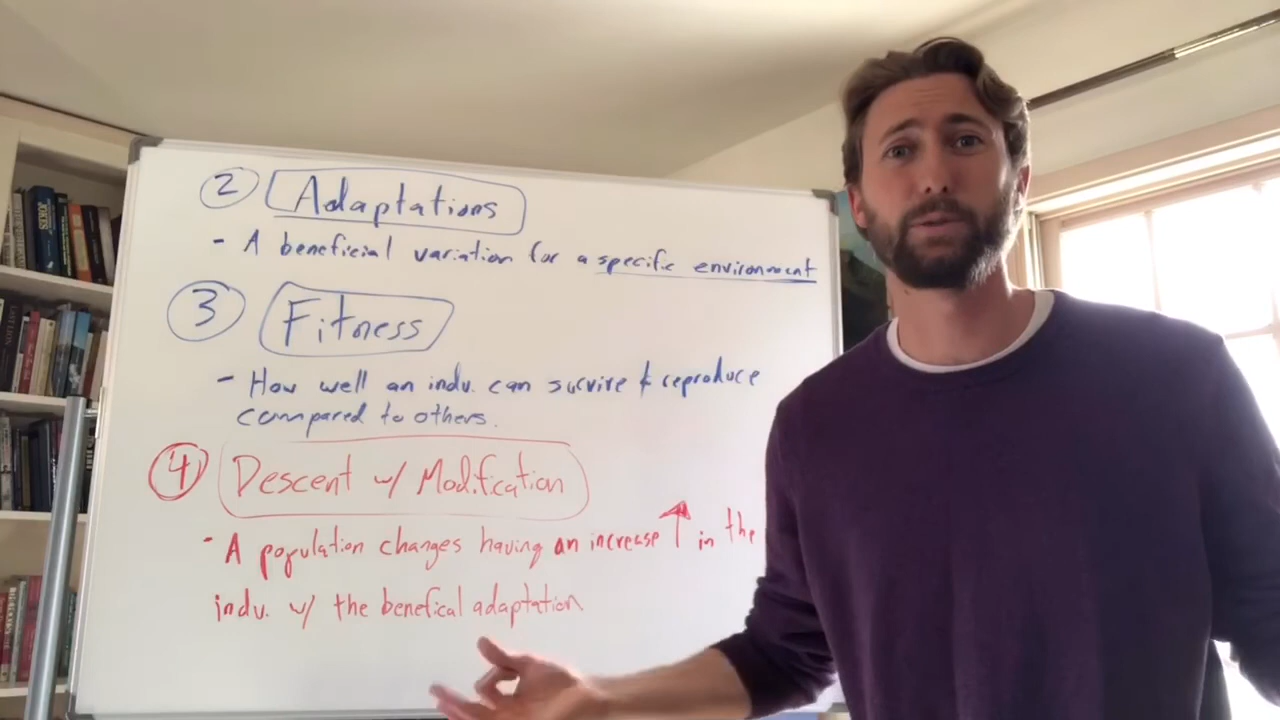 2 Adaptations
- A beneficial variation for a specific environment
3 Fitness
- How well an indv. can survive & reproduce
compared to others.
4 Descent w/ Modification
- A population changes having an increase ↑ in the
indv. w/ the benefical adaptation